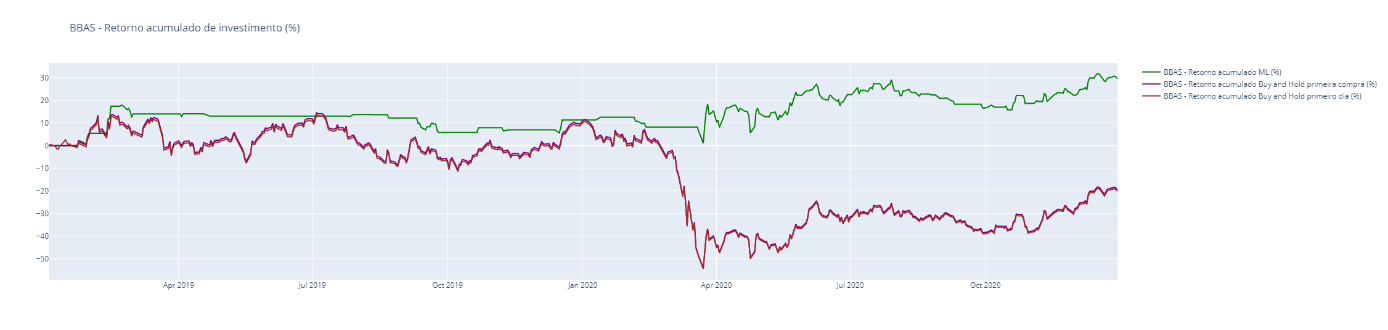 BBAS - Retorno acumulado de investimento (%)
30
20
10
0
−10
−20
−30
−40
−50
Apr 2019
Jul 2019
Oct 2019
Jan 2020
Apr 2020
Jul 2020
Oct 2020
BBAS - Retorno acumulado ML (%)
BBAS - Retorno acumulado Buy and Hold primeira compra (%)
BBAS - Retorno acumulado Buy and Hold primeiro dia (%)